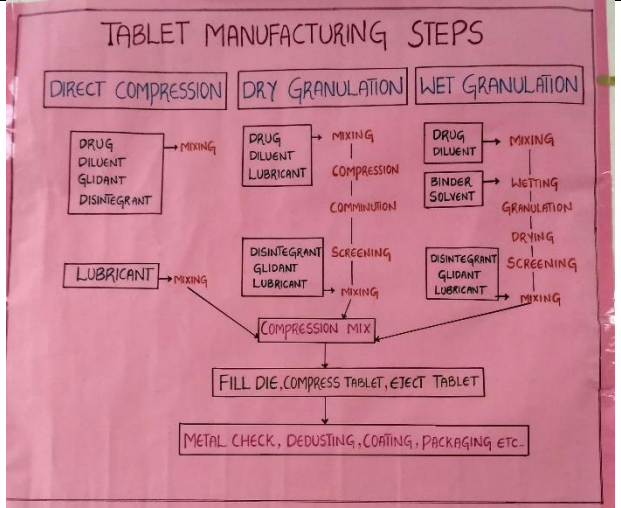 TABLET MANUFACTURING STEPS
DIRECT COMPRESSION
DRUG
DILUENT
GLIDANT
DISINTEGRANT
MIXING
LUBRICANT
MIXING
DRY GRANULATION
DRUG
DILUENT
LUBRICANT
MIXING
COMPRESSION
COMMINUTION
SCREENING
DISINTEGRANT
GLIDANT
LUBRICANT
MIXING
WET GRANULATION
DRUG
DILUENT
MIXING
BINDER
SOLVENT
WETTING
GRANULATION
DRYING
SCREENING
DISINTEGRANT
GLIDANT
LUBRICANT
MIXING
COMPRESSION MIX
FILL DIE, COMPRESS TABLET, EJECT TABLET
METAL CHECK, DEDUSTING, COATING, PACKAGING ETC..